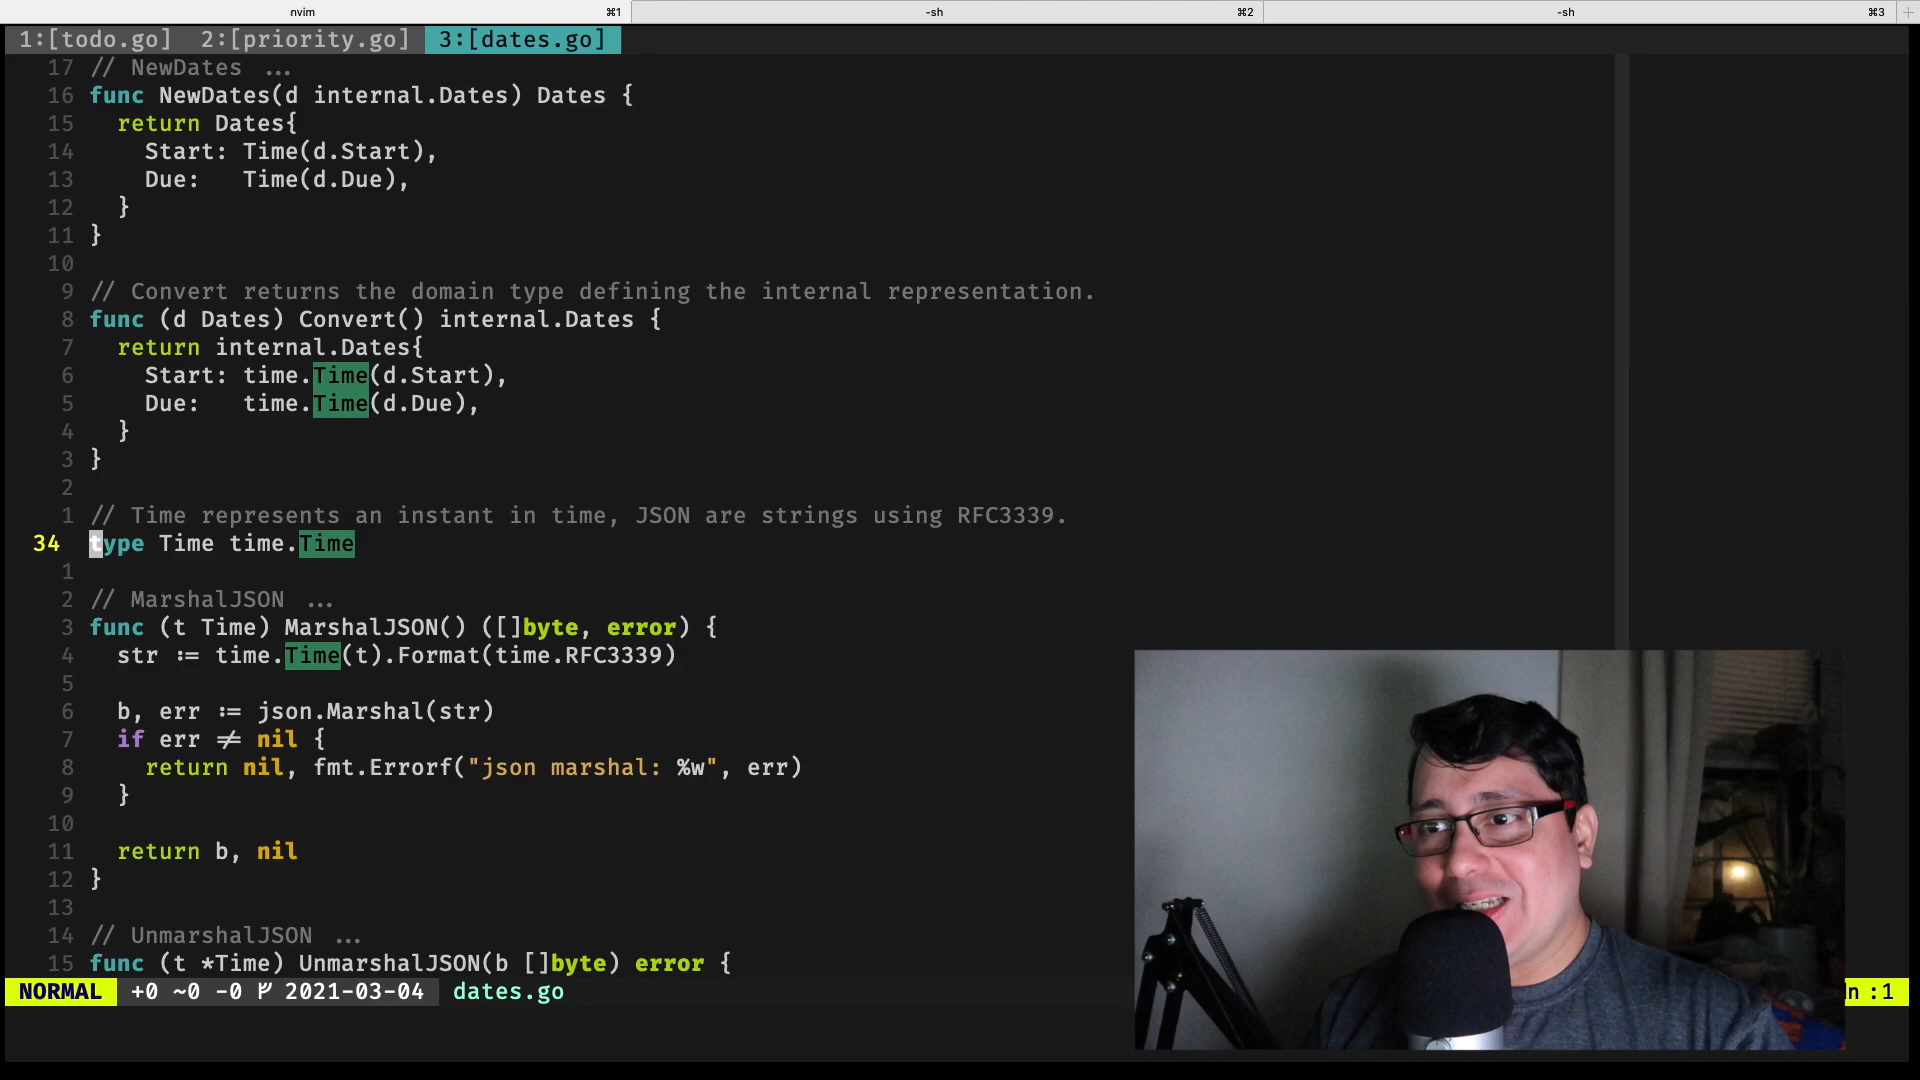 nvim ⌘1 -sh ⌘2 -sh ⌘3 +
1:[todo.go] 2:[priority.go] 3:[dates.go]
17 // NewDates ...
16 func NewDates(d internal.Dates) Dates {
15   return Dates{
14     Start: Time(d.Start),
13     Due:   Time(d.Due),
12   }
11 }
10
9 // Convert returns the domain type defining the internal representation.
8 func (d Dates) Convert() internal.Dates {
7   return internal.Dates{
6     Start: time.Time(d.Start),
5     Due:   time.Time(d.Due),
4   }
3 }
2
1 // Time represents an instant in time, JSON are strings using RFC3339.
34 type Time time.Time
1
2 // MarshalJSON ...
3 func (t Time) MarshalJSON() ([]byte, error) {
4   str := time.Time(t).Format(time.RFC3339)
5
6   b, err := json.Marshal(str)
7   if err != nil {
8     return nil, fmt.Errorf("json marshal: %w", err)
9   }
10
11   return b, nil
12 }
13
14 // UnmarshalJSON ...
15 func (t *Time) UnmarshalJSON(b []byte) error {
NORMAL +0 ~0 -0 2021-03-04 dates.go :1